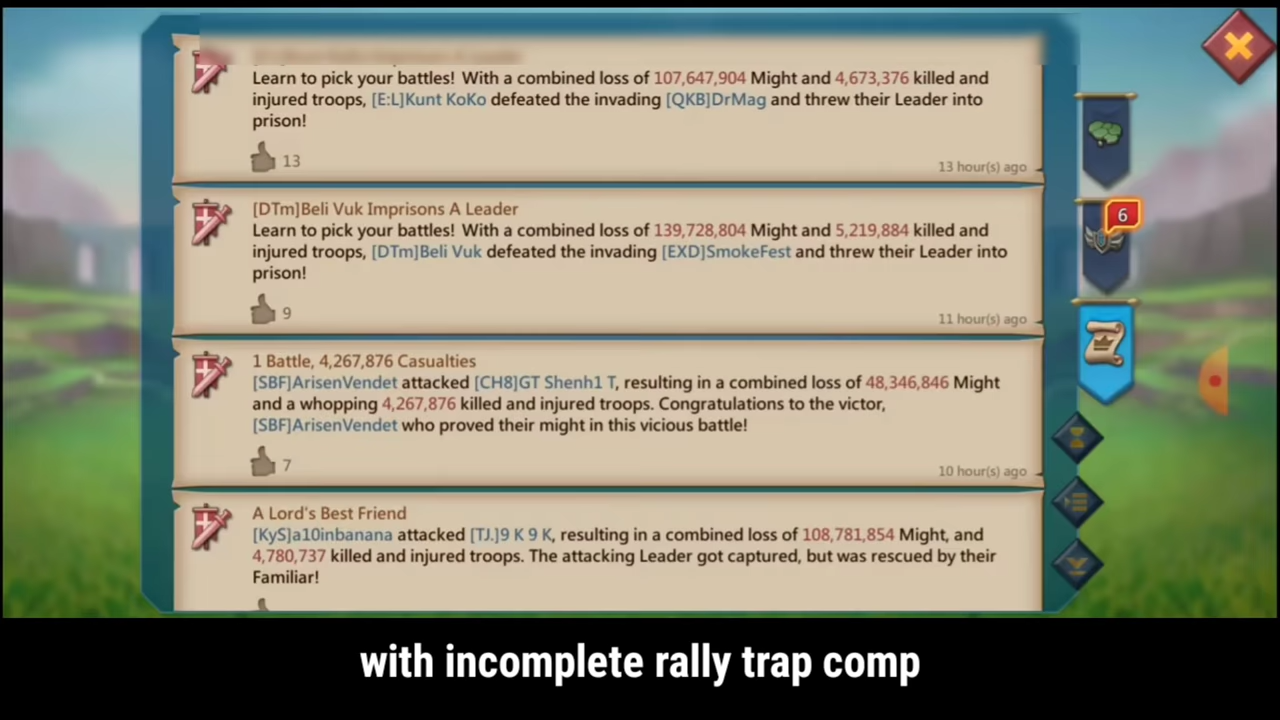 Learn to pick your battles! With a combined loss of 107,647,904 Might and 4,673,376 killed and
injured troops, [E:L]Kunt KoKo defeated the invading [QKB]DrMag and threw their Leader into
prison!
13
13 hour(s) ago
[DTm]Beli Vuk Imprisons A Leader
Learn to pick your battles! With a combined loss of 139,728,804 Might and 5,219,884 killed and
injured troops, [DTm]Beli Vuk defeated the invading [EXD]SmokeFest and threw their Leader into
prison!
9
11 hour(s) ago
1 Battle, 4,267,876 Casualties
[SBF]ArisenVendet attacked [CH8]GT Shenh1 T, resulting in a combined loss of 48,346,846 Might
and a whopping 4,267,876 killed and injured troops. Congratulations to the victor,
[SBF]ArisenVendet who proved their might in this vicious battle!
7
10 hour(s) ago
A Lord's Best Friend
[KyS]a10inbanana attacked [TJ.]9 K 9 K, resulting in a combined loss of 108,781,854 Might, and
4,780,737 killed and injured troops. The attacking Leader got captured, but was rescued by their
Familiar!
6
with incomplete rally trap comp